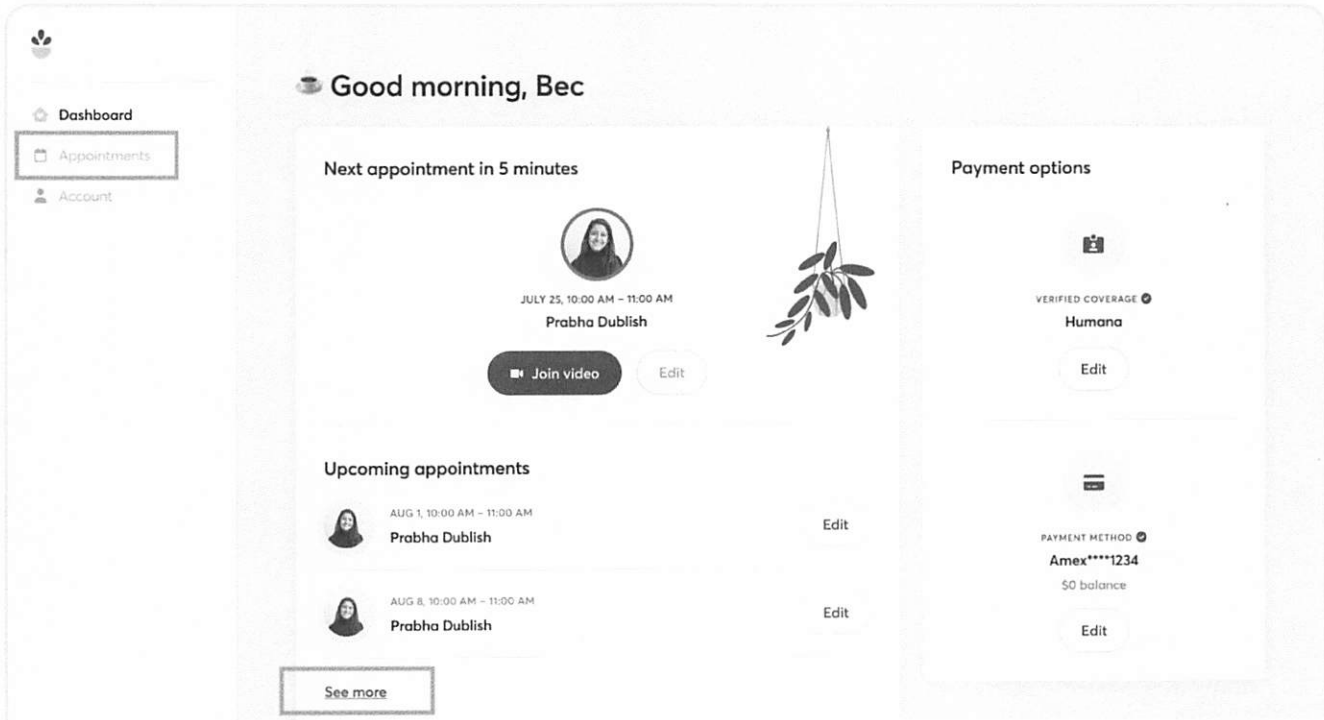 Good morning, Bec
Dashboard
Appointments
Account
Next appointment in 5 minutes
JULY 25, 10:00 AM – 11:00 AM
Prabha Dublish
Join video
Edit
Upcoming appointments
AUG 1, 10:00 AM – 11:00 AM
Prabha Dublish
Edit
AUG 8, 10:00 AM – 11:00 AM
Prabha Dublish
Edit
See more
Payment options
VERIFIED COVERAGE
Humana
Edit
PAYMENT METHOD
Amex****1234
$0 balance
Edit